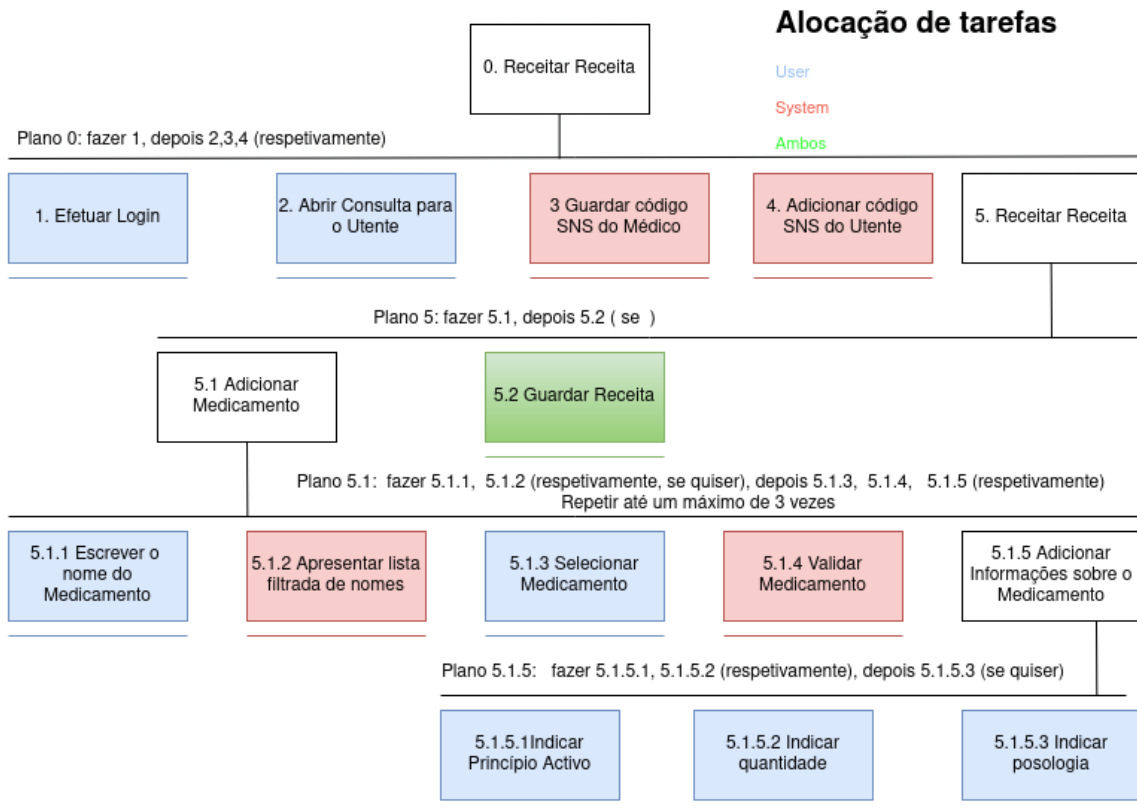 Alocação de tarefas
0. Receitar Receita
User
System
Ambos
Plano 0: fazer 1, depois 2,3,4 (respetivamente)
1. Efetuar Login
2. Abrir Consulta para
o Utente
3 Guardar código
SNS do Médico
4. Adicionar código
SNS do Utente
5. Receitar Receita
Plano 5: fazer 5.1, depois 5.2 ( se  )
5.1 Adicionar
Medicamento
5.2 Guardar Receita
Plano 5.1:  fazer 5.1.1,  5.1.2 (respetivamente, se quiser), depois 5.1.3,  5.1.4,   5.1.5 (respetivamente)
Repetir até um máximo de 3 vezes
5.1.1 Escrever o
nome do
Medicamento
5.1.2 Apresentar lista
filtrada de nomes
5.1.3 Selecionar
Medicamento
5.1.4 Validar
Medicamento
5.1.5 Adicionar
Informações sobre o
Medicamento
Plano 5.1.5:   fazer 5.1.5.1, 5.1.5.2 (respetivamente), depois 5.1.5.3 (se quiser)
5.1.5.1Indicar
Princípio Activo
5.1.5.2 Indicar
quantidade
5.1.5.3 Indicar
posologia